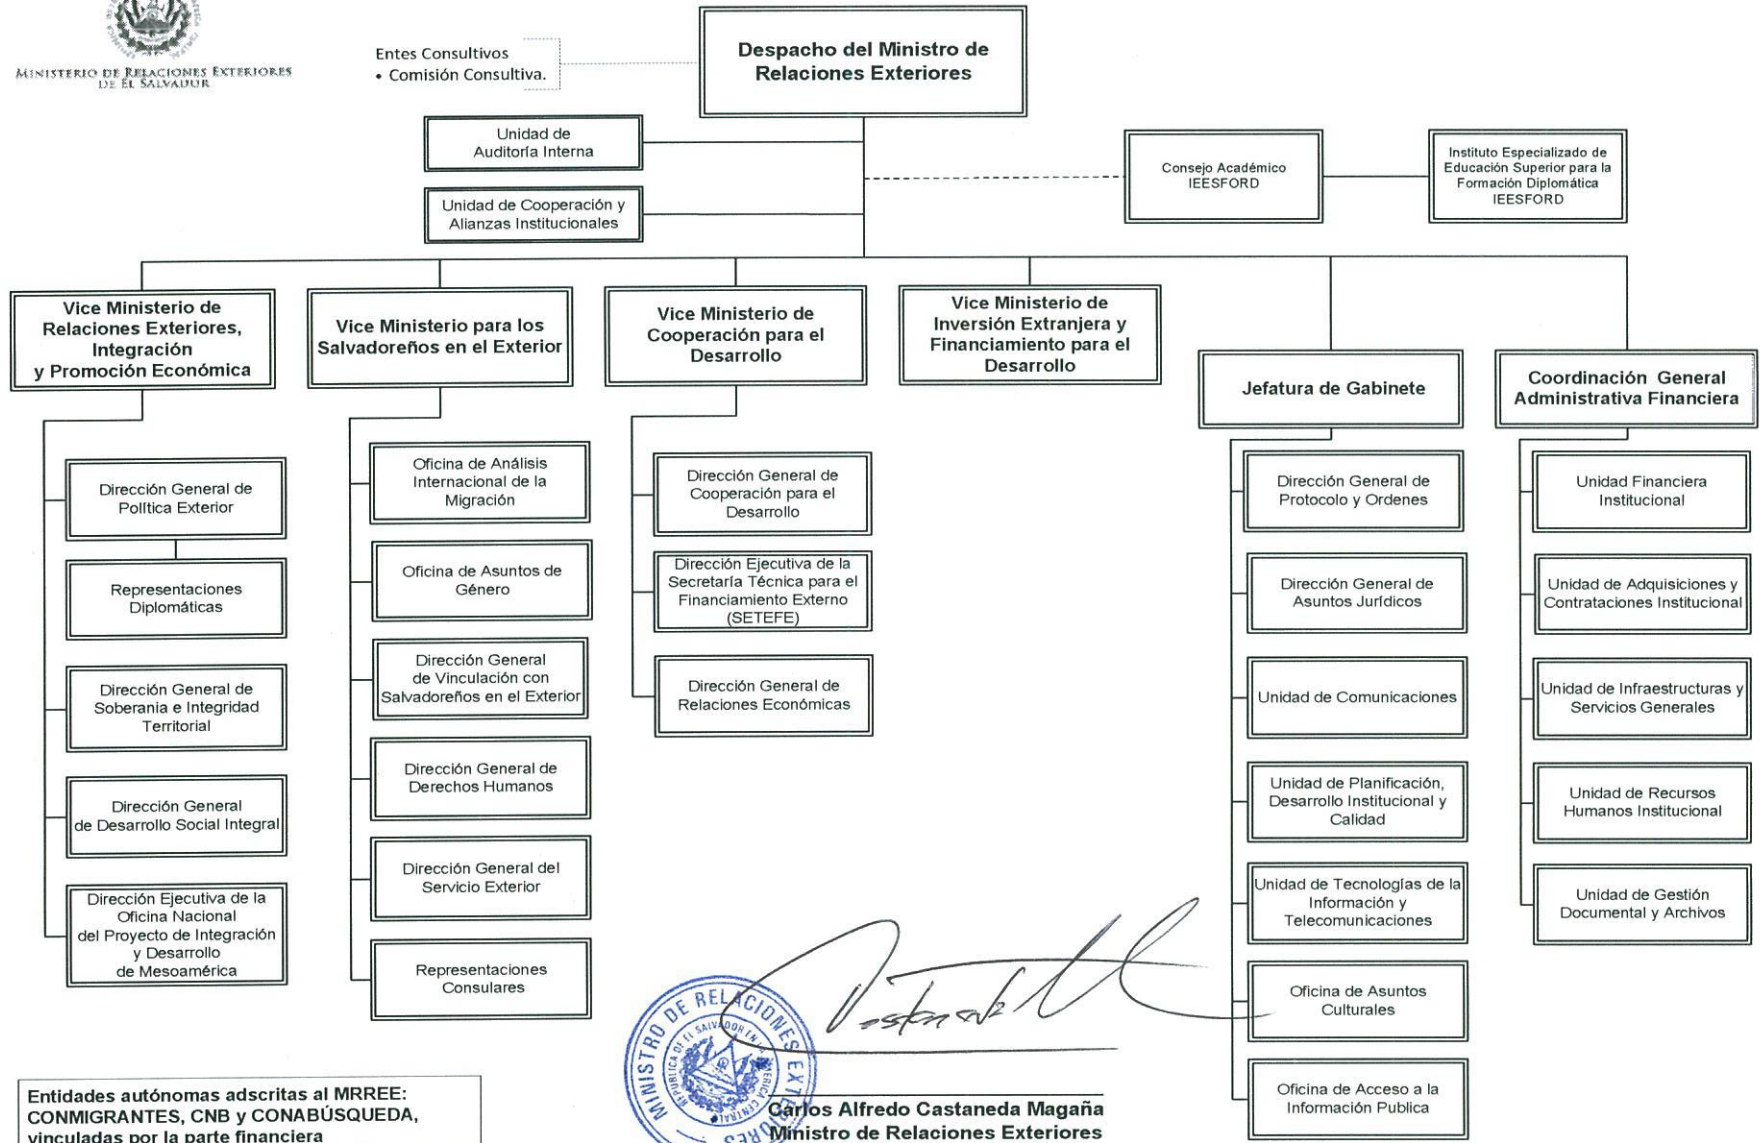 MINISTERIO DE RELACIONES EXTERIORES
DE EL SALVADOR
Entes Consultivos
• Comisión Consultiva.
Despacho del Ministro de
Relaciones Exteriores
Unidad de
Auditoría Interna
Unidad de Cooperación y
Alianzas Institucionales
Consejo Académico
IEESFORD
Instituto Especializado de
Educación Superior para la
Formación Diplomática
IEESFORD
Vice Ministerio de
Relaciones Exteriores,
Integración
y Promoción Económica
Vice Ministerio para los
Salvadoreños en el Exterior
Vice Ministerio de
Cooperación para el
Desarrollo
Vice Ministerio de
Inversión Extranjera y
Financiamiento para el
Desarrollo
Jefatura de Gabinete
Coordinación General
Administrativa Financiera
Dirección General de
Política Exterior
Representaciones
Diplomáticas
Dirección General de
Soberania e Integridad
Territorial
Dirección General
de Desarrollo Social Integral
Dirección Ejecutiva de la
Oficina Nacional
del Proyecto de Integración
y Desarrollo
de Mesoamérica
Oficina de Análisis
Internacional de la
Migración
Oficina de Asuntos de
Género
Dirección General
de Vinculación con
Salvadoreños en el Exterior
Dirección General de
Derechos Humanos
Dirección General del
Servicio Exterior
Representaciones
Consulares
Dirección General de
Cooperación para el
Desarrollo
Dirección Ejecutiva de la
Secretaría Técnica para el
Financiamiento Externo
(SETEFE)
Dirección General de
Relaciones Económicas
Dirección General de
Protocolo y Ordenes
Dirección General de
Asuntos Jurídicos
Unidad de Comunicaciones
Unidad de Planificación,
Desarrollo Institucional y
Calidad
Unidad de Tecnologías de la
Información y
Telecomunicaciones
Oficina de Asuntos
Culturales
Oficina de Acceso a la
Información Publica
Unidad Financiera
Institucional
Unidad de Adquisiciones y
Contrataciones Institucional
Unidad de Infraestructuras y
Servicios Generales
Unidad de Recursos
Humanos Institucional
Unidad de Gestión
Documental y Archivos
MINISTRO DE RELACIONES EXTERIORES
REPUBLICA DE EL SALVADOR EN LA AMERICA CENTRAL
Carlos Alfredo Castaneda Magaña
Ministro de Relaciones Exteriores
Entidades autónomas adscritas al MRREE:
CONMIGRANTES, CNB y CONABÚSQUEDA,
vinculadas por la parte financiera